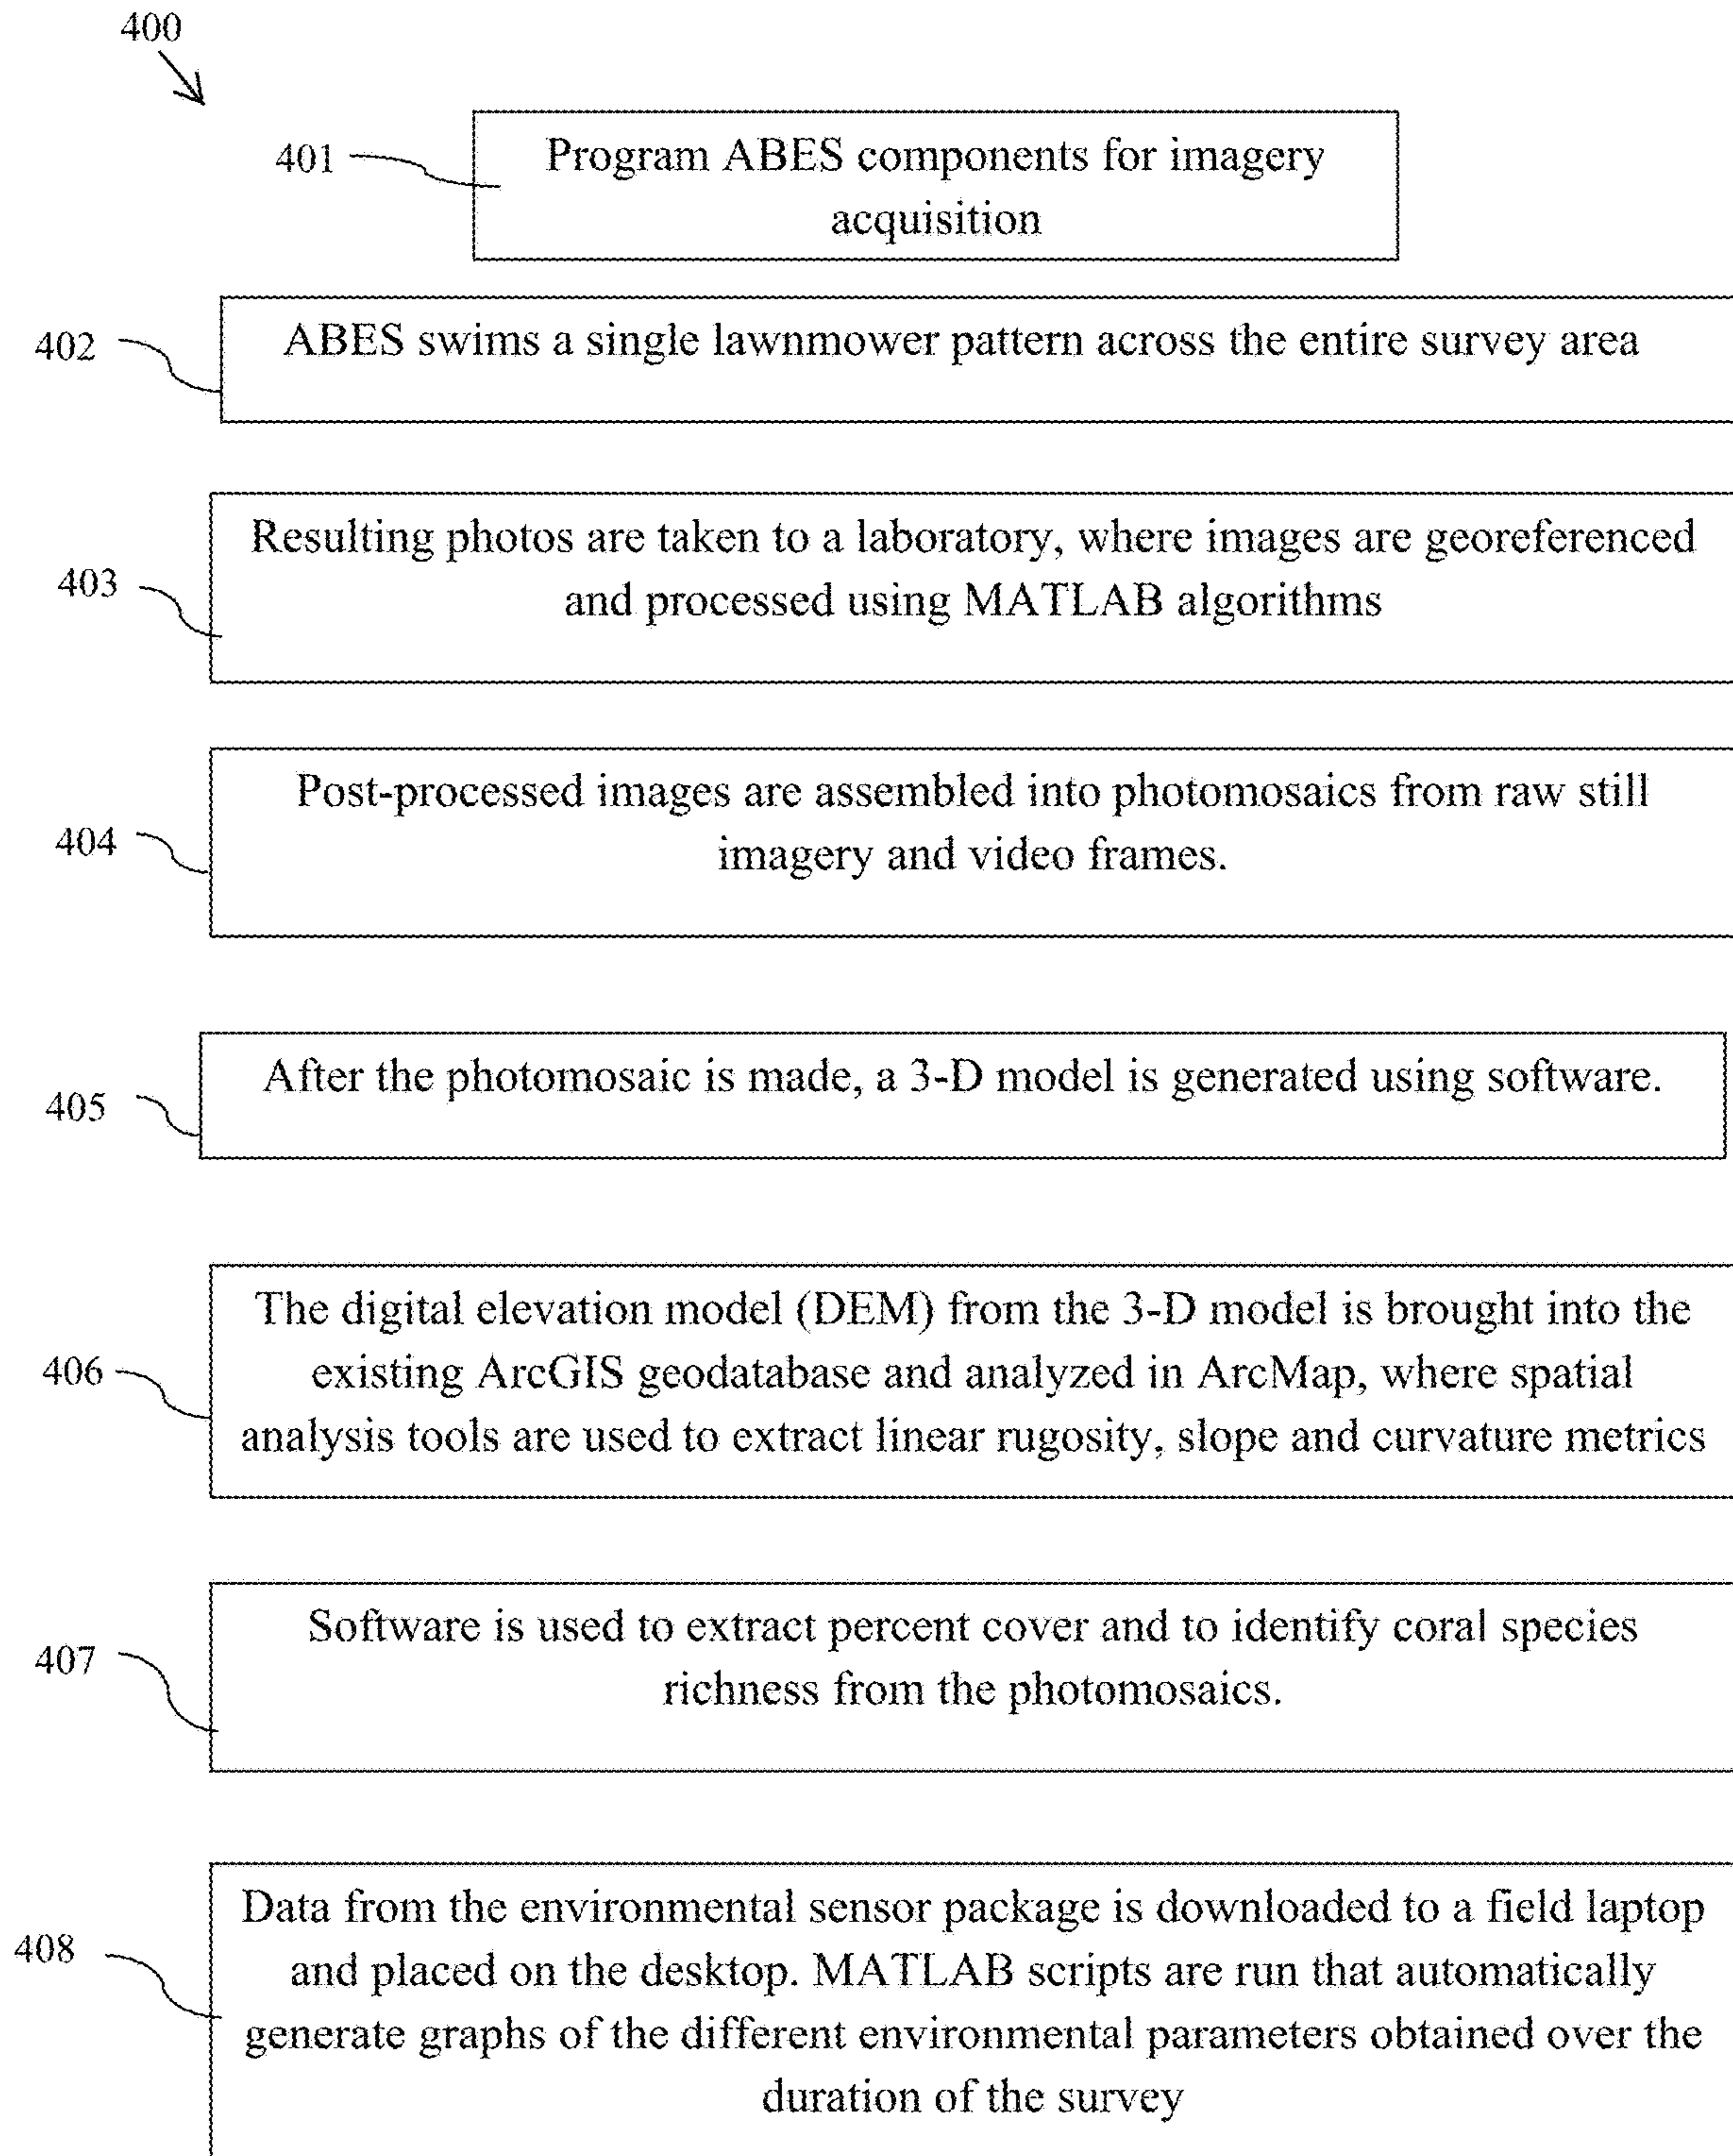 400
401
Program ABES components for imagery
acquisition
402
ABES swims a single lawnmower pattern across the entire survey area
Resulting photos are taken to a laboratory, where images are georeferenced
403
and processed using MATLAB algorithms
Post-processed images are assembled into photomosaics from raw still
404
imagery and video frames.
After the photomosaic is made, a 3-D model is generated using software.
405
The digital elevation model (DEM) from the 3-D model is brought into the
406
existing ArcGIS geodatabase and analyzed in ArcMap, where spatial
analysis tools are used to extract linear rugosity, slope and curvature metrics
Software is used to extract percent cover and to identify coral species
407
richness from the photomosaics.
Data from the environmental sensor package is downloaded to a field laptop
408
and placed on the desktop. MATLAB scripts are run that automatically
generate graphs of the different environmental parameters obtained over the
duration of the survey